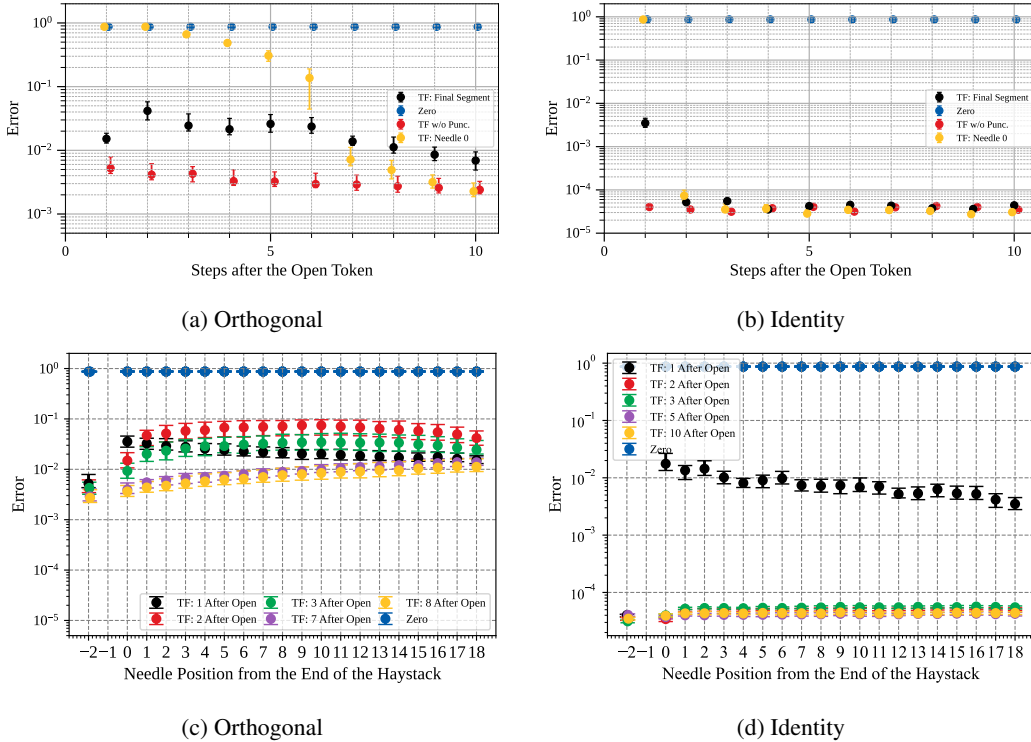 10⁰
10⁻¹
10⁻²
10⁻³
Error
TF: Final Segment
Zero
TF w/o Punc.
TF: Needle 0
0
5
10
Steps after the Open Token
(a) Orthogonal
10⁰
10⁻¹
10⁻²
10⁻³
10⁻⁴
10⁻⁵
Error
TF: Final Segment
Zero
TF w/o Punc.
TF: Needle 0
0
5
10
Steps after the Open Token
(b) Identity
10⁰
10⁻¹
10⁻²
10⁻³
10⁻⁴
10⁻⁵
Error
TF: 1 After Open
TF: 2 After Open
TF: 3 After Open
TF: 7 After Open
TF: 8 After Open
Zero
−2 −1 0 1 2 3 4 5 6 7 8 9 10 11 12 13 14 15 16 17 18
Needle Position from the End of the Haystack
(c) Orthogonal
10⁰
10⁻¹
10⁻²
10⁻³
10⁻⁴
Error
TF: 1 After Open
TF: 2 After Open
TF: 3 After Open
TF: 5 After Open
TF: 10 After Open
Zero
−2 −1 0 1 2 3 4 5 6 7 8 9 10 11 12 13 14 15 16 17 18
Needle Position from the End of the Haystack
(d) Identity